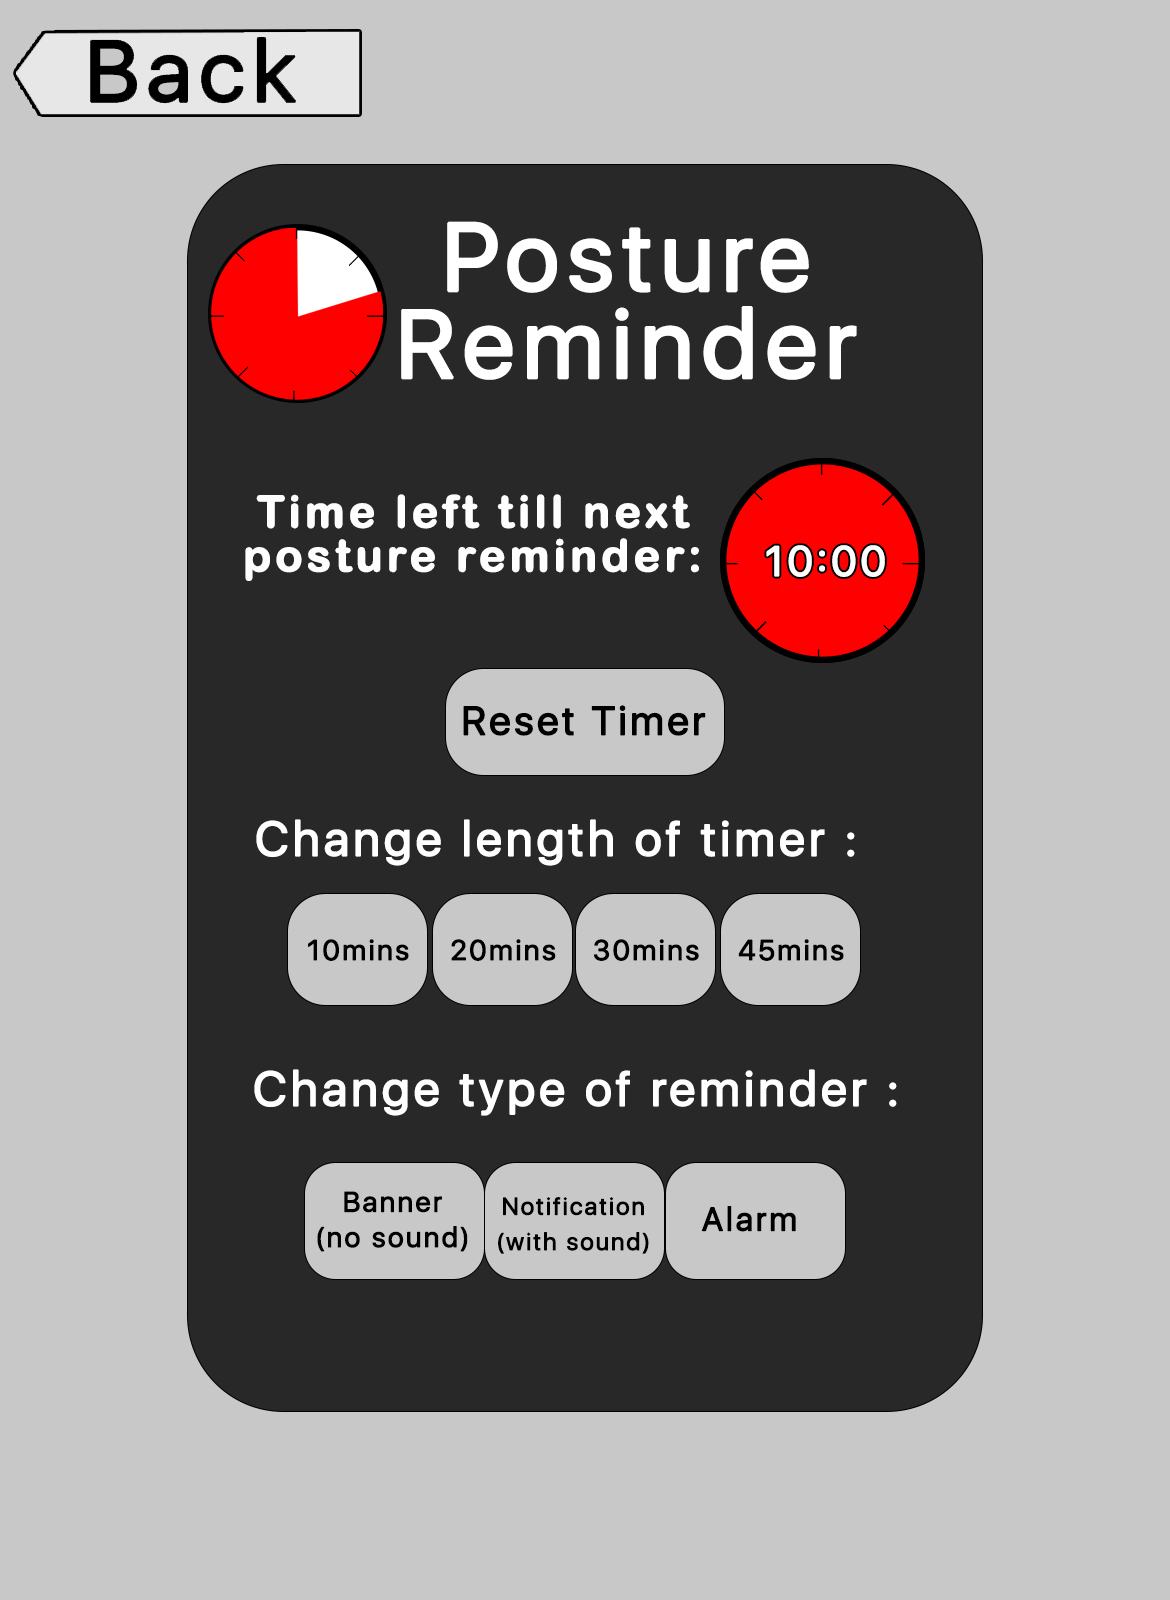 Back
Posture
Reminder
Time left till next
posture reminder:
10:00
Reset Timer
Change length of timer :
10mins 20mins 30mins 45mins
Change type of reminder :
Banner
(no sound)
Notification
(with sound)
Alarm